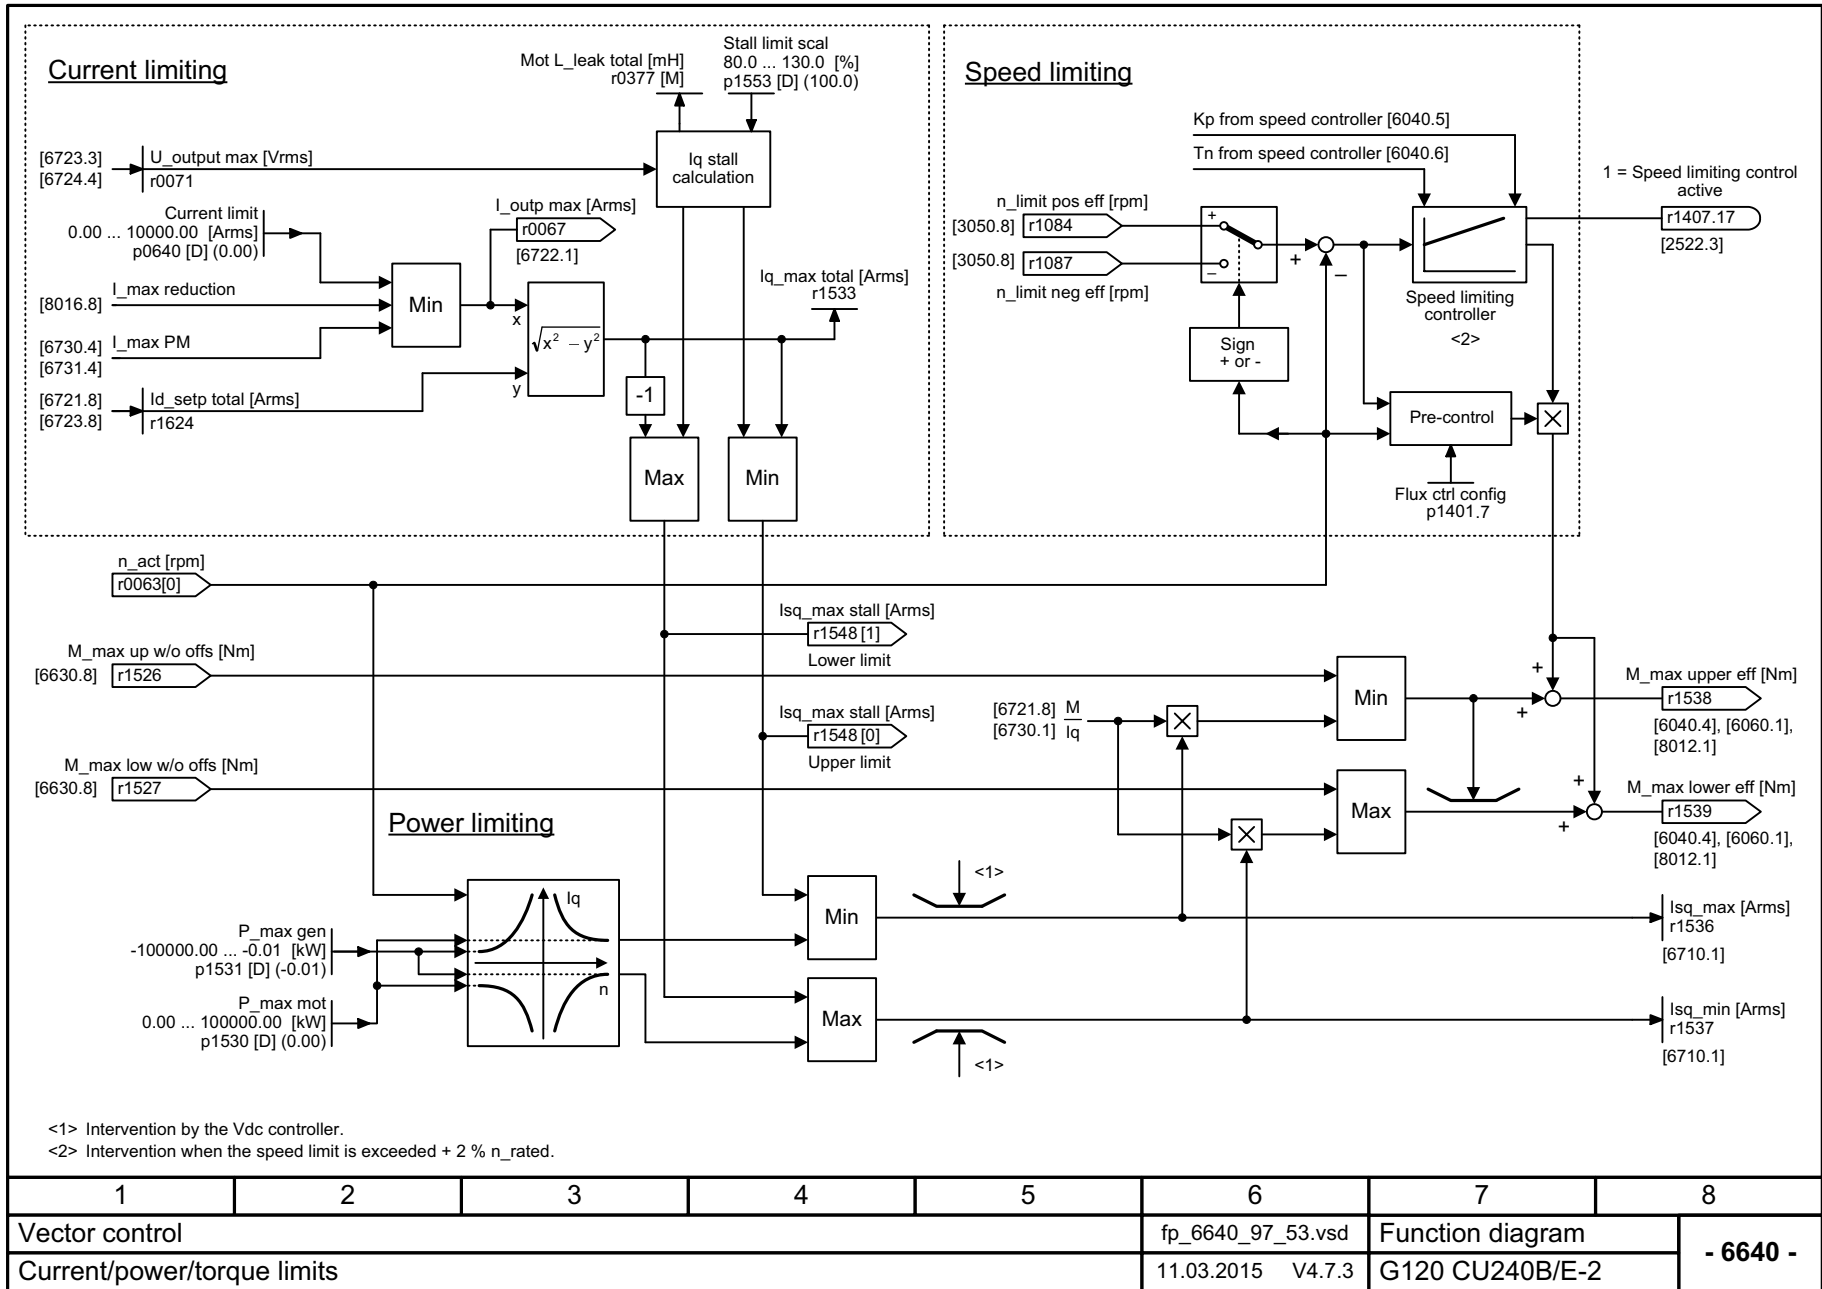 Current limiting
Mot L_leak total [mH]
r0377 [M]
Stall limit scal
80.0 ... 130.0 [%]
p1553 [D] (100.0)
[6723.3]
[6724.4]
U_output max [Vrms]
r0071
Iq stall
calculation
Current limit
0.00 ... 10000.00 [Arms]
p0640 [D] (0.00)
I_outp max [Arms]
r0067
[6722.1]
[8016.8]
I_max reduction
Min
x
y
√x² – y²
Iq_max total [Arms]
r1533
[6730.4]
[6731.4]
I_max PM
[6721.8]
[6723.8]
Id_setp total [Arms]
r1624
-1
Max
Min
Speed limiting
Kp from speed controller [6040.5]
Tn from speed controller [6040.6]
n_limit pos eff [rpm]
[3050.8]
r1084
[3050.8]
r1087
n_limit neg eff [rpm]
+
–
+
–
Sign
+ or -
Speed limiting
controller
<2>
1 = Speed limiting control
active
r1407.17
[2522.3]
Pre-control
×
Flux ctrl config
p1401.7
n_act [rpm]
r0063[0]
M_max up w/o offs [Nm]
[6630.8]
r1526
Isq_max stall [Arms]
r1548 [1]
Lower limit
Isq_max stall [Arms]
r1548 [0]
Upper limit
M_max low w/o offs [Nm]
[6630.8]
r1527
[6721.8]
[6730.1]
M
Iq
×
×
Min
Max
+
+
+
+
M_max upper eff [Nm]
r1538
[6040.4], [6060.1],
[8012.1]
M_max lower eff [Nm]
r1539
[6040.4], [6060.1],
[8012.1]
Power limiting
P_max gen
-100000.00 ... -0.01 [kW]
p1531 [D] (-0.01)
P_max mot
0.00 ... 100000.00 [kW]
p1530 [D] (0.00)
Iq
n
Min
Max
<1>
<1>
Isq_max [Arms]
r1536
[6710.1]
Isq_min [Arms]
r1537
[6710.1]
<1> Intervention by the Vdc controller.
<2> Intervention when the speed limit is exceeded + 2 % n_rated.
1 2 3 4 5 6 7 8
Vector control
fp_6640_97_53.vsd
Function diagram
- 6640 -
Current/power/torque limits
11.03.2015 V4.7.3
G120 CU240B/E-2